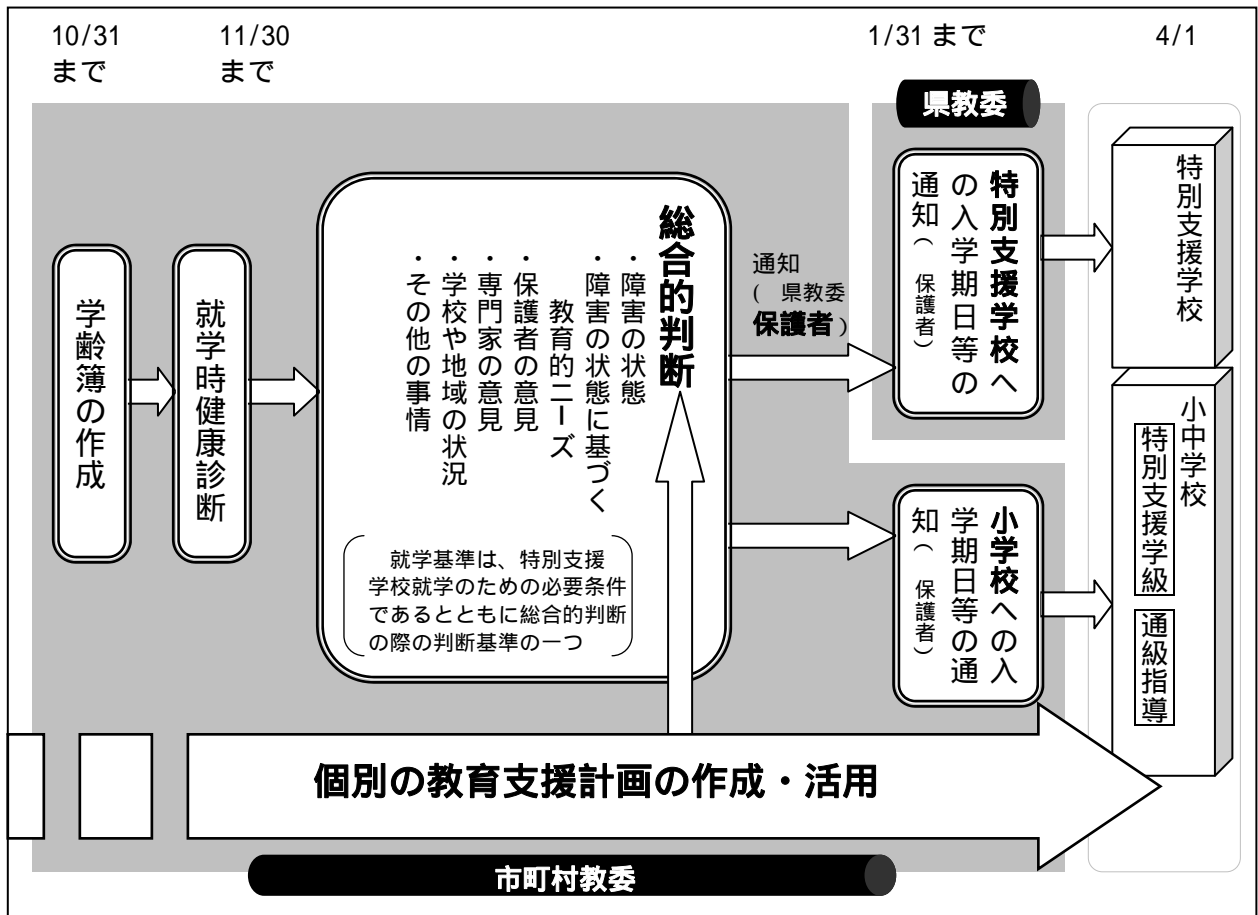 10/31
まで
11/30
まで
1/31 まで
4/1
学齢簿の作成
就学時健康診断
総合的判断
・障害の状態
・障害の状態に基づく
教育的ニーズ
・保護者の意見
・専門家の意見
・学校や地域の状況
・その他の事情
就学基準は、特別支援
学校就学のための必要条件
であるとともに総合的判断
の際の判断基準の一つ
通知
( 県教委
保護者)
県教委
特別支援学校へ
の入学期日等の
通知( 保護者)
小学校への入
学期日等の通
知( 保護者)
特別支援学校
小中学校
特別支援学級
通級指導
個別の教育支援計画の作成・活用
市町村教委